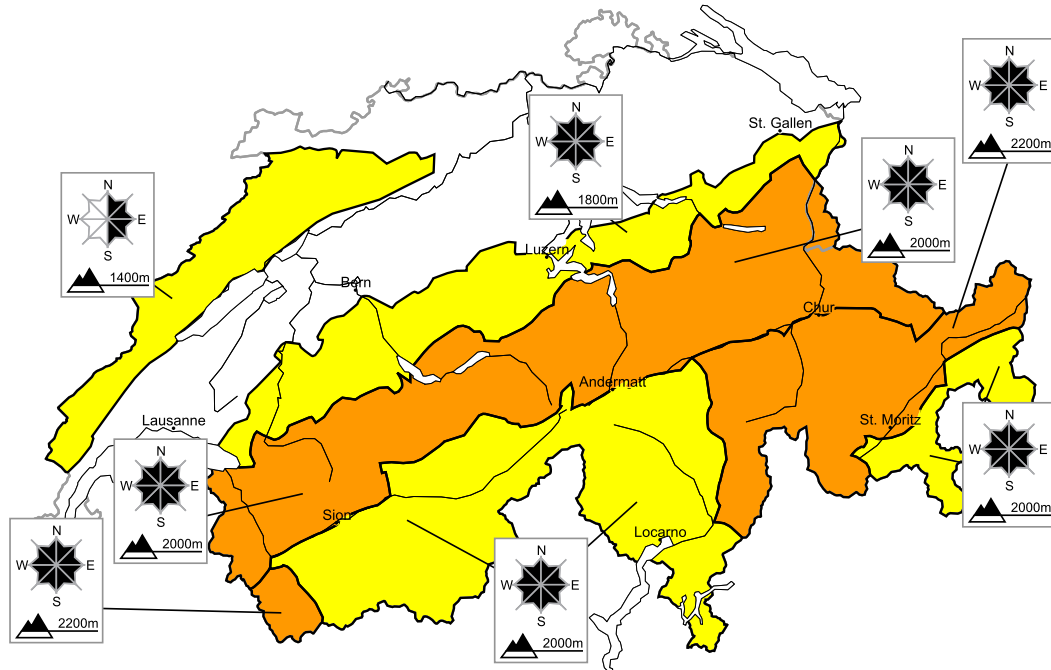 N
W E
S
2200m
St. Gallen
N
W E
S
1800m
N
W E
S
2000m
N
W E
S
1400m
Luzern
Bern
Chur
Andermatt
Lausanne
St. Moritz
N
W E
S
2000m
N
W E
S
2000m
Sion
Locarno
N
W E
S
2200m
N
W E
S
2000m